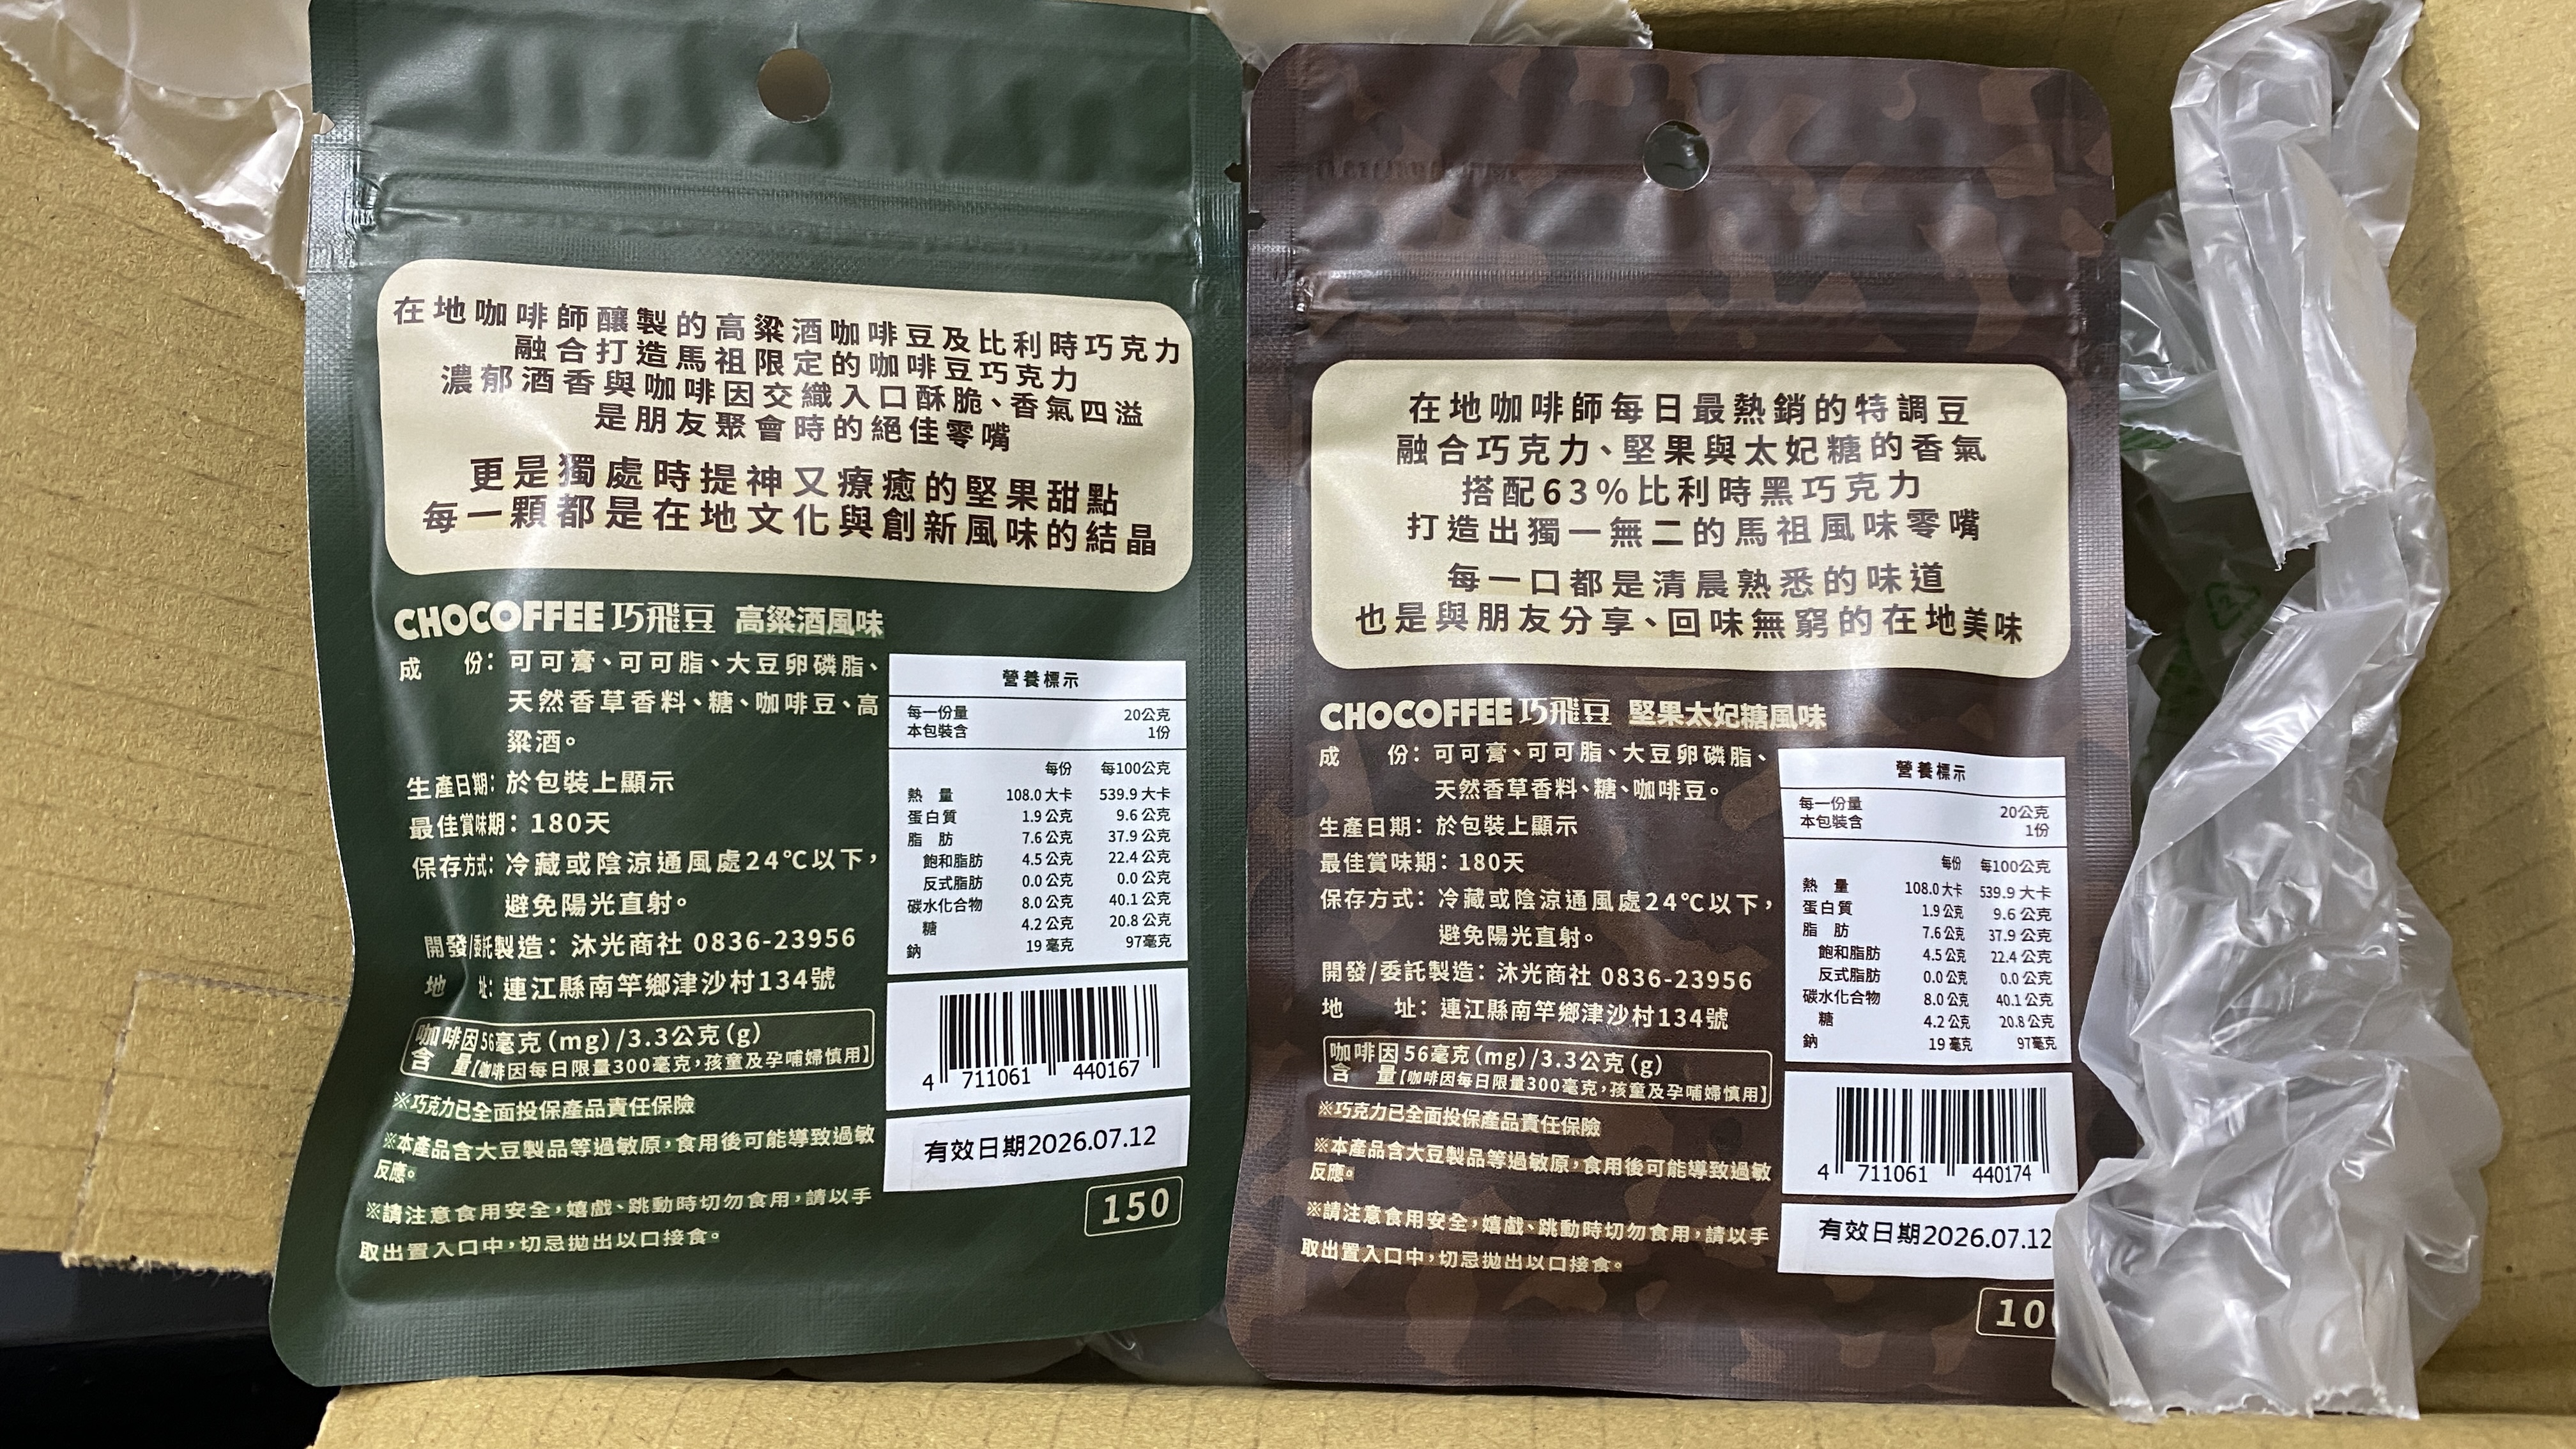 在地咖啡師釀製的高粱酒咖啡豆及比利時巧克力
融合打造馬祖限定的咖啡豆巧克力
濃郁酒香與咖啡因交織入口酥脆、香氣四溢
是朋友聚會時的絕佳零嘴
更是獨處時提神又療癒的堅果甜點
每一顆都是在地文化與創新風味的結晶
CHOCOFFEE 巧飛豆 高粱酒風味
成 份：可可膏、可可脂、大豆卵磷脂、
天然香草香料、糖、咖啡豆、高
粱酒。
生產日期：於包裝上顯示
最佳賞味期：180天
保存方式：冷藏或陰涼通風處24℃以下，
避免陽光直射。
開發/委託製造：沐光商社 0836-23956
地 址：連江縣南竿鄉津沙村134號
咖啡因含量 56毫克(mg)/3.3公克(g)
【咖啡因每日限量300毫克，孩童及孕哺婦慎用】
※巧克力已全面投保產品責任保險
※本產品含大豆製品等過敏原，食用後可能導致過敏
反應。
※請注意食用安全，嬉戲、跳動時切勿食用，請以手
取出置入口中，切忌拋出以口接食。
營養標示
每一份量 20公克
本包裝含 1份
每份 每100公克
熱 量 108.0 大卡 539.9 大卡
蛋白質 1.9 公克 9.6 公克
脂 肪 7.6 公克 37.9 公克
飽和脂肪 4.5 公克 22.4 公克
反式脂肪 0.0 公克 0.0 公克
碳水化合物 8.0 公克 40.1 公克
糖 4.2 公克 20.8 公克
鈉 19 毫克 97毫克
4 711061 440167
有效日期2026.07.12
150
在地咖啡師每日最熱銷的特調豆
融合巧克力、堅果與太妃糖的香氣
搭配63%比利時黑巧克力
打造出獨一無二的馬祖風味零嘴
每一口都是清晨熟悉的味道
也是與朋友分享、回味無窮的在地美味
CHOCOFFEE 巧飛豆 堅果太妃糖風味
成 份：可可膏、可可脂、大豆卵磷脂、
天然香草香料、糖、咖啡豆。
生產日期：於包裝上顯示
最佳賞味期：180天
保存方式：冷藏或陰涼通風處24℃以下，
避免陽光直射。
開發/委託製造：沐光商社 0836-23956
地 址：連江縣南竿鄉津沙村134號
咖啡因含量 56毫克(mg)/3.3公克(g)
【咖啡因每日限量300毫克，孩童及孕哺婦慎用】
※巧克力已全面投保產品責任保險
※本產品含大豆製品等過敏原，食用後可能導致過敏
反應。
※請注意食用安全，嬉戲、跳動時切勿食用，請以手
取出置入口中，切忌拋出以口接食。
營養標示
每一份量 20公克
本包裝含 1份
每份 每100公克
熱 量 108.0 大卡 539.9 大卡
蛋白質 1.9 公克 9.6 公克
脂 肪 7.6 公克 37.9 公克
飽和脂肪 4.5 公克 22.4 公克
反式脂肪 0.0 公克 0.0 公克
碳水化合物 8.0 公克 40.1 公克
糖 4.2 公克 20.8 公克
鈉 19 毫克 97毫克
4 711061 440174
有效日期2026.07.12